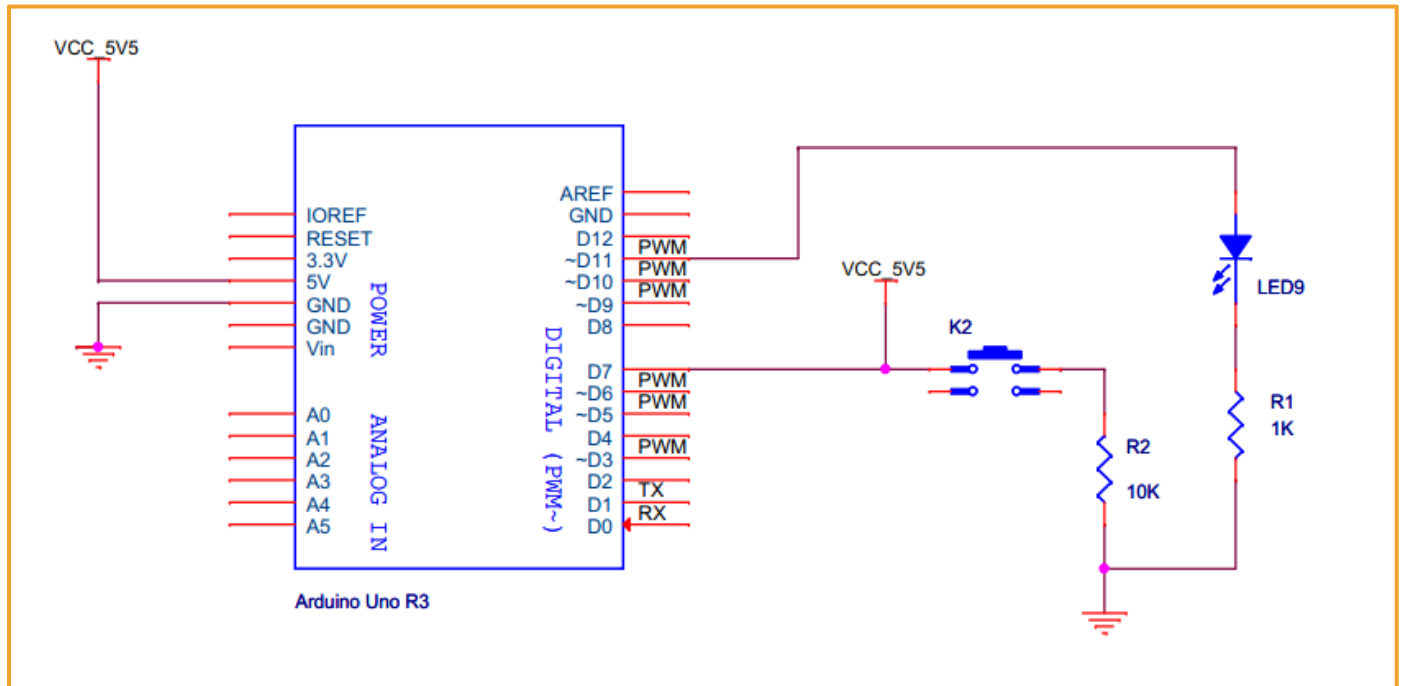 VCC_5V5
IOREF
RESET
3.3V
5V
GND
GND
Vin
POWER
A0
A1
A2
A3
A4
A5
ANALOG IN
AREF
GND
D12
~D11 PWM
~D10 PWM
~D9 PWM
D8
D7
~D6 PWM
~D5 PWM
D4
~D3 PWM
D2
D1 TX
D0 RX
DIGITAL (PWM~)
Arduino Uno R3
VCC_5V5
K2
R2
10K
LED9
R1
1K